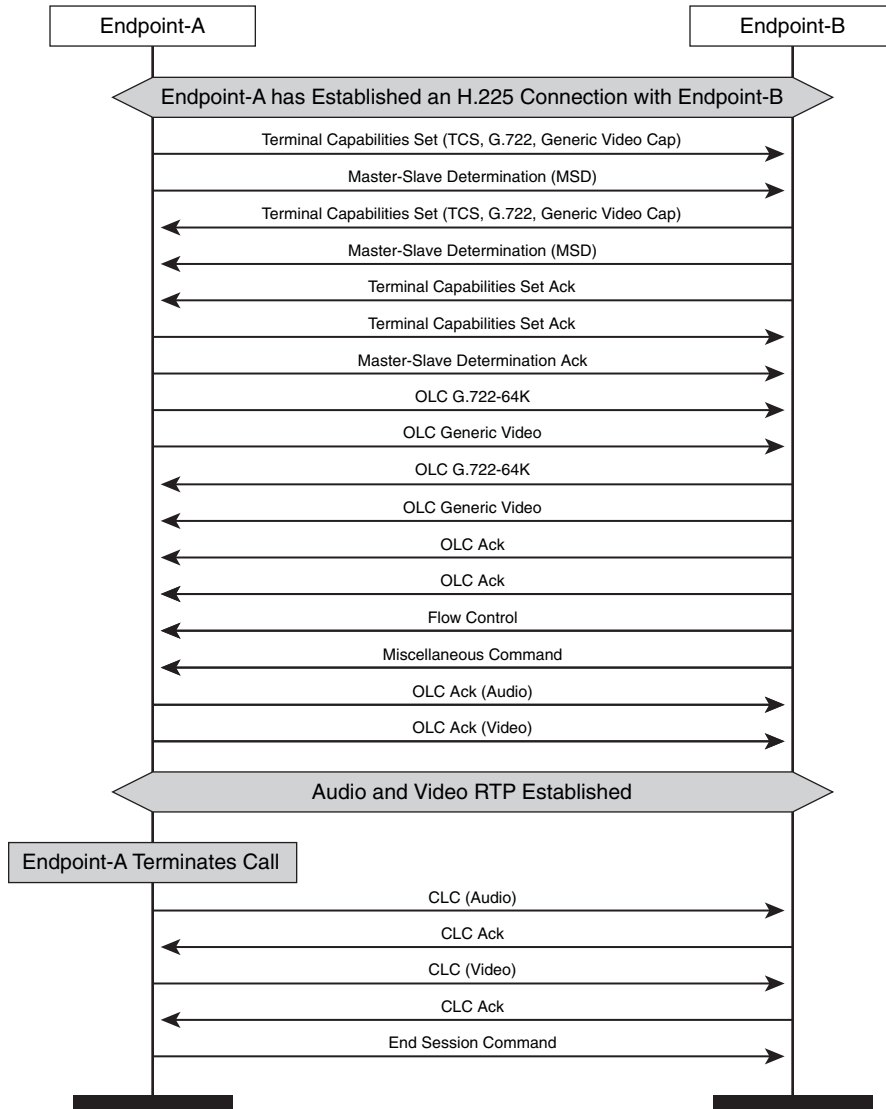 Endpoint-A
Endpoint-B
Endpoint-A has Established an H.225 Connection with Endpoint-B
Terminal Capabilities Set (TCS, G.722, Generic Video Cap)
Master-Slave Determination (MSD)
Terminal Capabilities Set (TCS, G.722, Generic Video Cap)
Master-Slave Determination (MSD)
Terminal Capabilities Set Ack
Terminal Capabilities Set Ack
Master-Slave Determination Ack
OLC G.722-64K
OLC Generic Video
OLC G.722-64K
OLC Generic Video
OLC Ack
OLC Ack
Flow Control
Miscellaneous Command
OLC Ack (Audio)
OLC Ack (Video)
Audio and Video RTP Established
Endpoint-A Terminates Call
CLC (Audio)
CLC Ack
CLC (Video)
CLC Ack
End Session Command